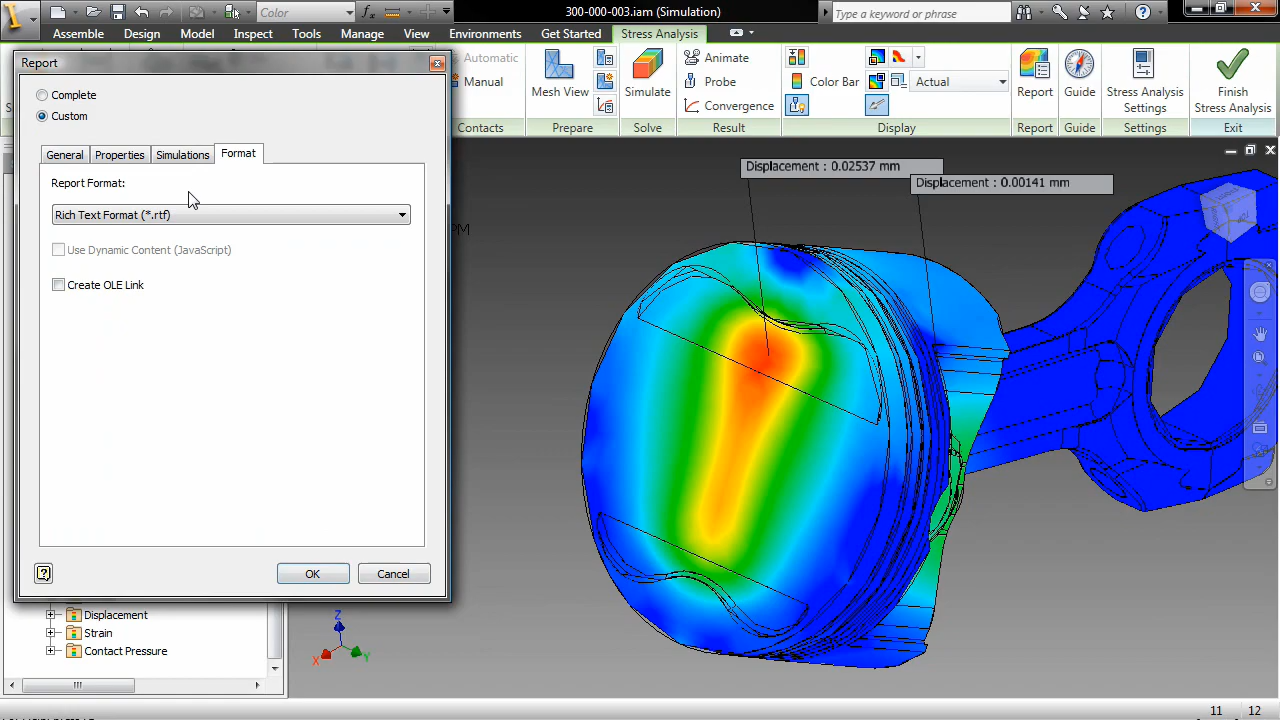 Color
300-000-003.iam (Simulation)
Type a keyword or phrase
Assemble Design Model Inspect Tools Manage View Environments Get Started Stress Analysis
Report
Complete
Custom
General Properties Simulations Format
Report Format:
Rich Text Format (*.rtf)
Use Dynamic Content (JavaScript)
Create OLE Link
OK Cancel
Automatic
Manual
Contacts
Mesh View
Prepare
Simulate
Solve
Animate
Probe
Convergence
Result
Color Bar
Actual
Display
Report
Report
Guide
Guide
Stress Analysis
Settings
Settings
Finish
Stress Analysis
Exit
PM
Displacement : 0.02537 mm
Displacement : 0.00141 mm
Displacement
Strain
Contact Pressure
Z
X
Y
11 12